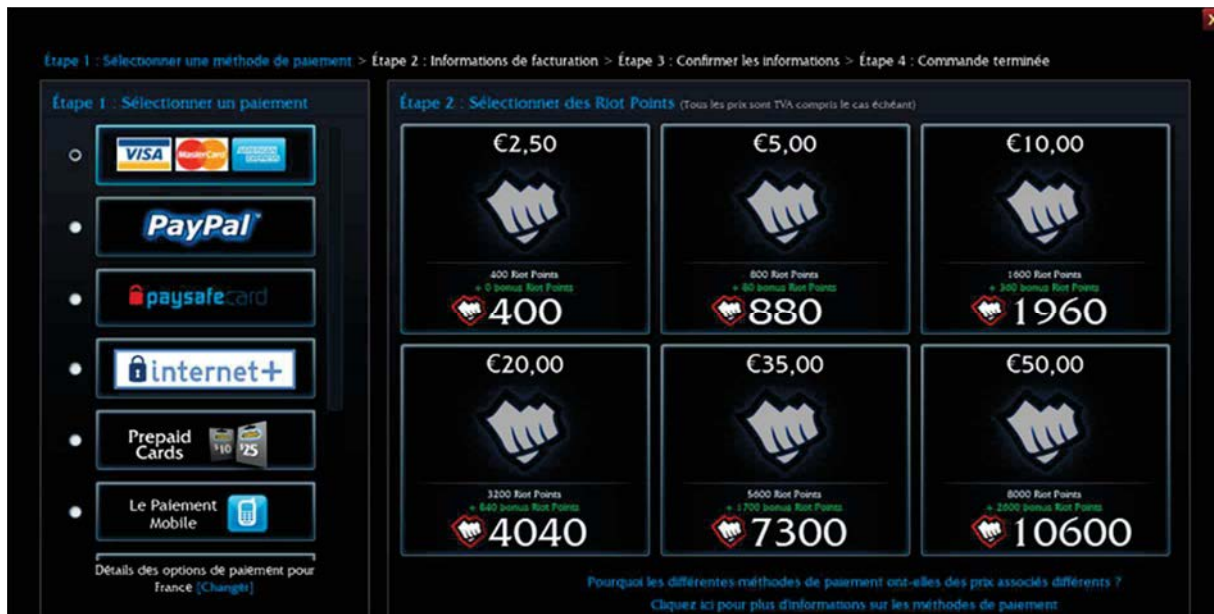 Étape 1 : Sélectionner une méthode de paiement > Étape 2 : Informations de facturation > Étape 3 : Confirmer les informations > Étape 4 : Commande terminée
Étape 1 : Sélectionner un paiement
VISA MasterCard AMERICAN EXPRESS
PayPal
paysafecard
internet+
Prepaid Cards $10 $25
Le Paiement
Mobile
Détails des options de paiement pour
France [Changer]
Étape 2 : Sélectionner des Riot Points (Tous les prix sont TVA compris le cas échéant)
€2,50
400 Riot Points
+ 0 bonus Riot Points
400
€5,00
800 Riot Points
+ 80 bonus Riot Points
880
€10,00
1600 Riot Points
+ 360 bonus Riot Points
1960
€20,00
3200 Riot Points
+ 840 bonus Riot Points
4040
€35,00
5600 Riot Points
+ 1700 bonus Riot Points
7300
€50,00
8000 Riot Points
+ 2600 bonus Riot Points
10600
Pourquoi les différentes méthodes de paiement ont-elles des prix associés différents ?
Cliquez ici pour plus d'informations sur les méthodes de paiement